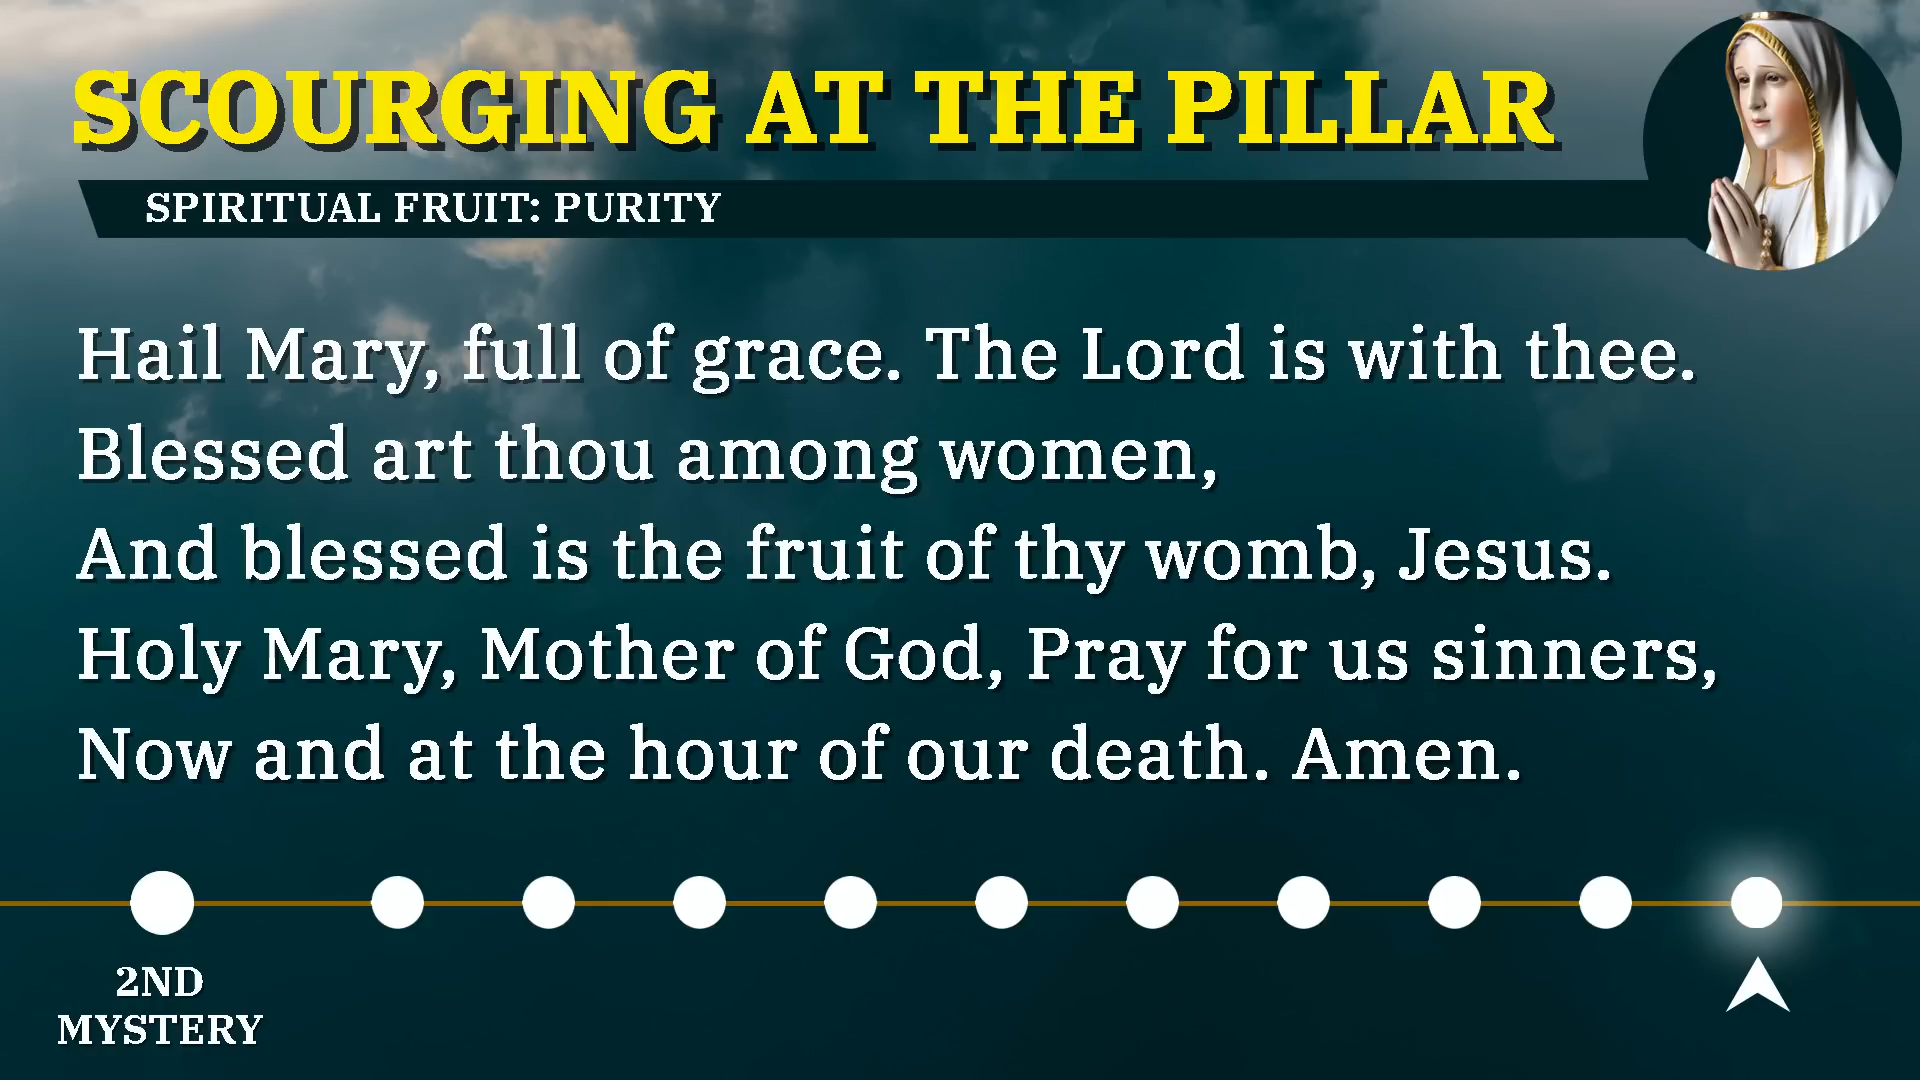 SCOURGING AT THE PILLAR
SPIRITUAL FRUIT: PURITY
Hail Mary, full of grace. The Lord is with thee.
Blessed art thou among women,
And blessed is the fruit of thy womb, Jesus.
Holy Mary, Mother of God, Pray for us sinners,
Now and at the hour of our death. Amen.
2ND
MYSTERY